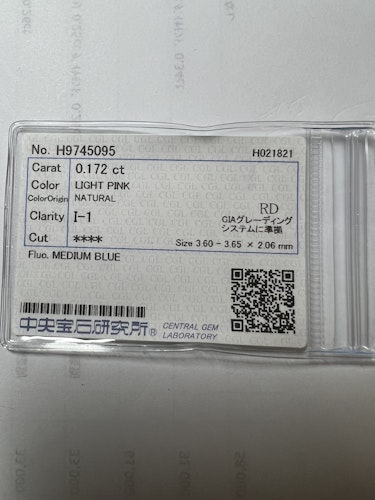 No. H9745095 H021821
Carat 0.172 ct
Color LIGHT PINK
ColorOrigin NATURAL
Clarity I-1
Cut ****
RD
GIAグレーディング
システムに準拠
Size 3.60 - 3.65 × 2.06 mm
Fluo. MEDIUM BLUE
中央宝石研究所® CENTRAL GEM
LABORATORY